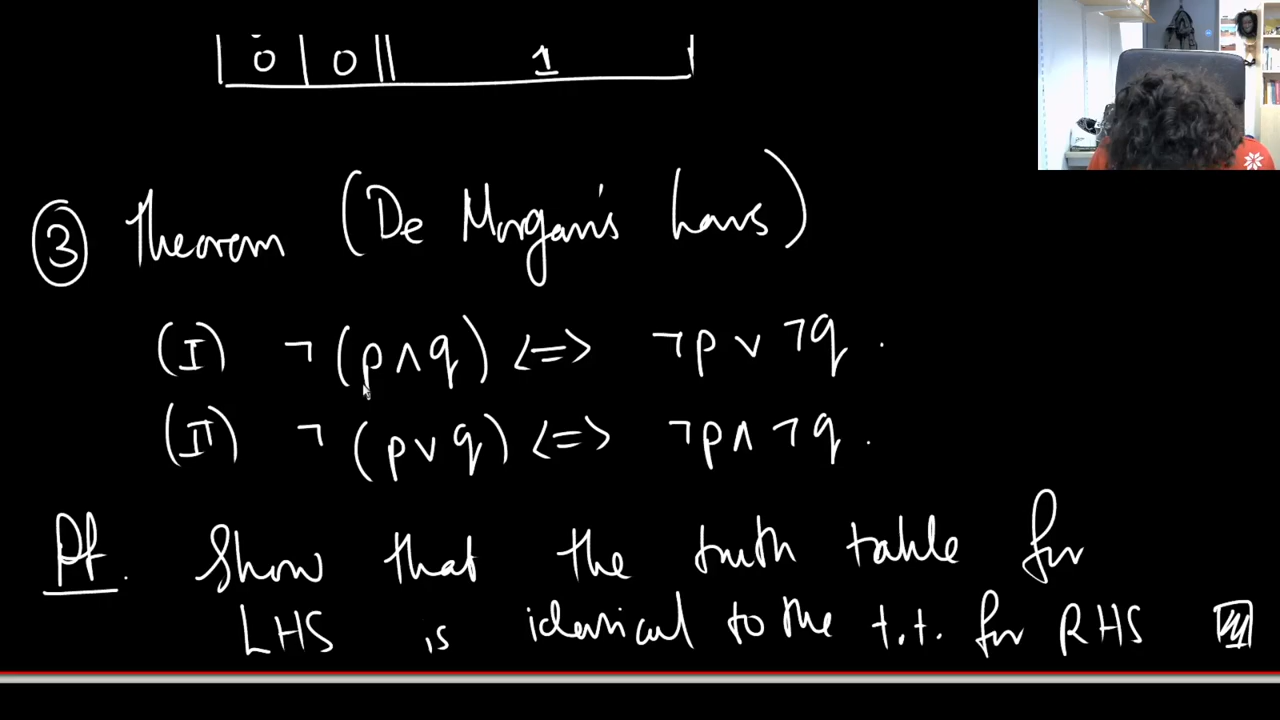 0 | 0 || 1
③ Theorem (De Morgan's Laws)
(I) ¬(p∧q) <=> ¬p ∨ ¬q.
(II) ¬(p∨q) <=> ¬p ∧ ¬q.
Pf. Show that the truth table for
LHS is identical to the t.t. for RHS